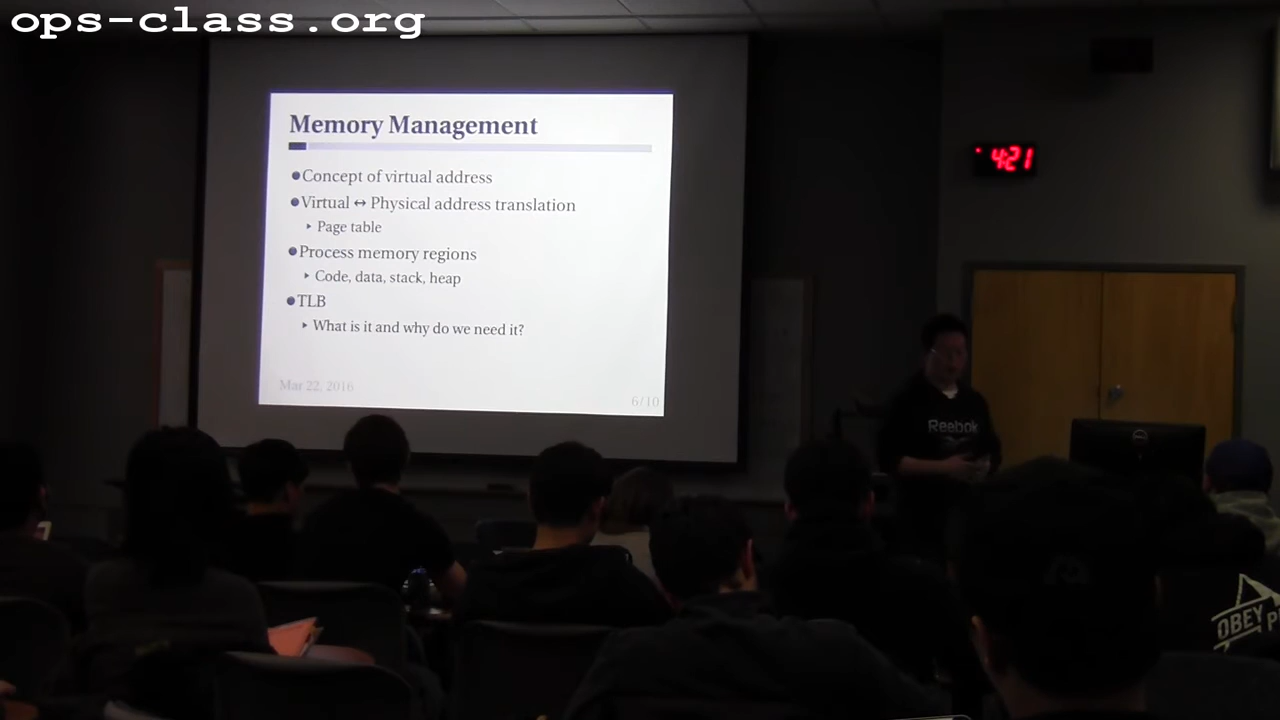 ops-class.org
Memory Management
Concept of virtual address
Virtual ↔ Physical address translation
Page table
Process memory regions
Code, data, stack, heap
TLB
What is it and why do we need it?
Mar 22, 2016
6/10
4:21
Reebok
OBEY